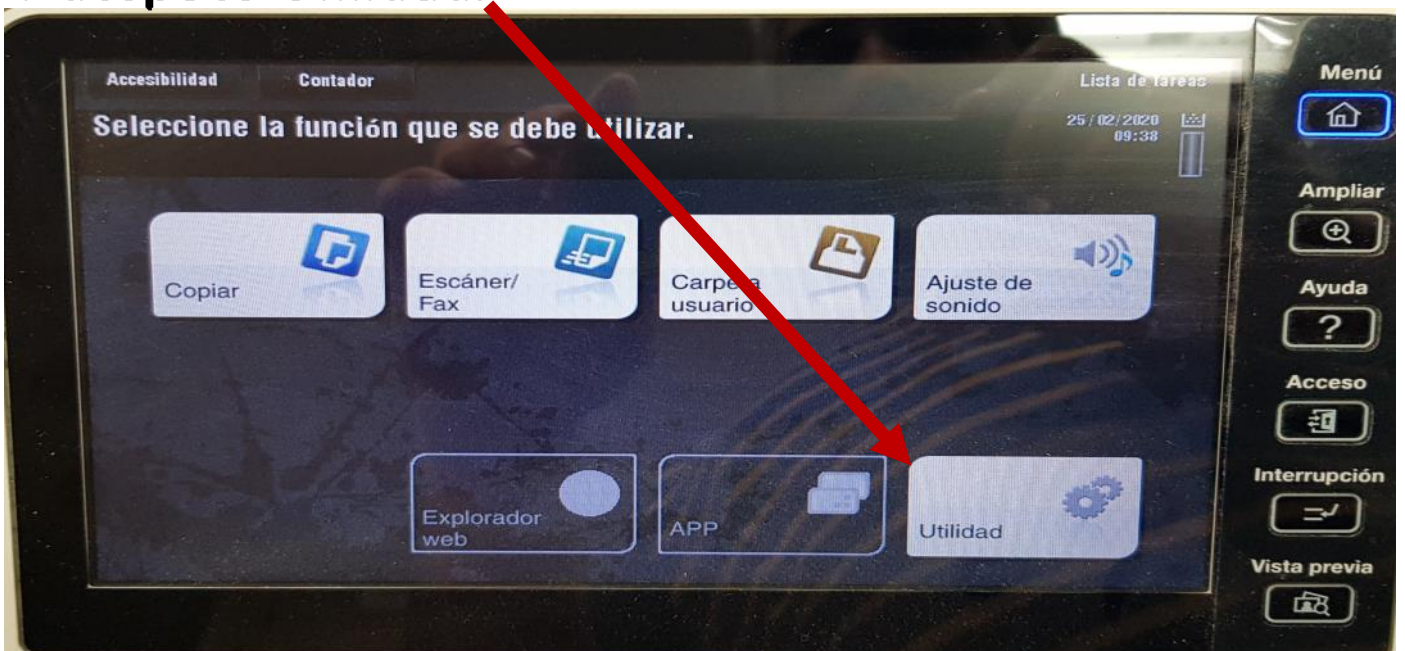 Accesibilidad
Contador
Lista de tareas
Seleccione la función que se debe utilizar.
25/02/2020
09:38
Copiar
Escáner/
Fax
Carpeta
usuario
Ajuste de
sonido
Explorador
web
APP
Utilidad
Menú
Ampliar
Ayuda
?
Acceso
Interrupción
Vista previa